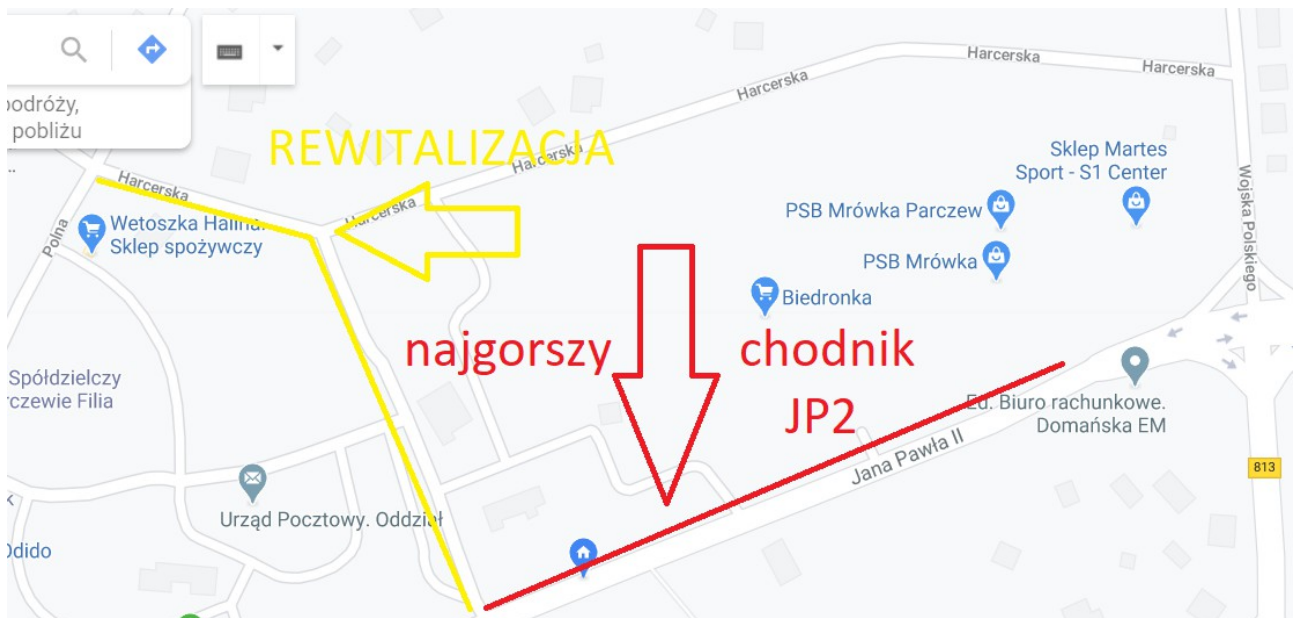 podróży,
pobliżu
...
Harcerska
Harcerska
Harcerska
REWITALIZACJA
Harcerska
Harcerska
Harcerska
Polna
Wetoszka Halina.
Sklep spożywczy
Sklep Martes
Sport - S1 Center
PSB Mrówka Parczew
PSB Mrówka
Wojska Polskiego
Biedronka
najgorszy chodnik
JP2
Spółdzielczy
rczewie Filia
Ed. Biuro rachunkowe.
Domańska EM
Jana Pawła II
813
Urząd Pocztowy. Oddział
k
Odido